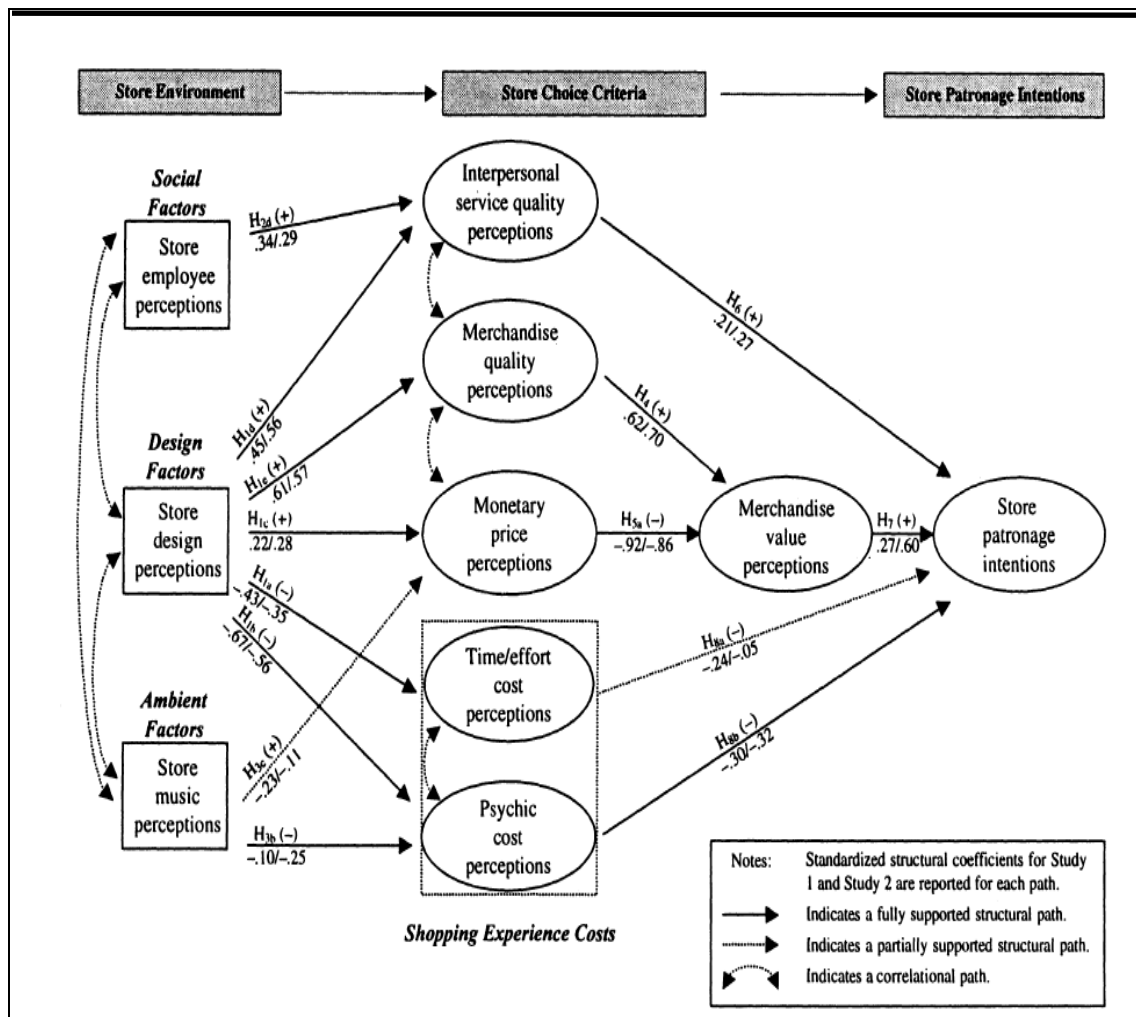 Store Environment
Store Choice Criteria
Store Patronage Intentions
Social
Factors
Store
employee
perceptions
H2d (+)
.34/.29
Interpersonal
service quality
perceptions
H6 (+)
.21/.27
Merchandise
quality
perceptions
H4 (+)
.62/.70
Design
Factors
Store
design
perceptions
H1d (+)
.45/.56
H1e (+)
.61/.57
H1c (+)
.22/.28
H1a (–)
–.43/–.35
H1b (–)
–.67/–.56
Monetary
price
perceptions
H5a (–)
–.92/–.86
Merchandise
value
perceptions
H7 (+)
.27/.60
Store
patronage
intentions
Time/effort
cost
perceptions
H8a (–)
–.24/–.05
Ambient
Factors
Store
music
perceptions
H3c (+)
–.23/–.11
H3b (–)
–.10/–.25
Psychic
cost
perceptions
H8b (–)
–.30/–.32
Shopping Experience Costs
Notes: Standardized structural coefficients for Study
1 and Study 2 are reported for each path.
Indicates a fully supported structural path.
Indicates a partially supported structural path.
Indicates a correlational path.